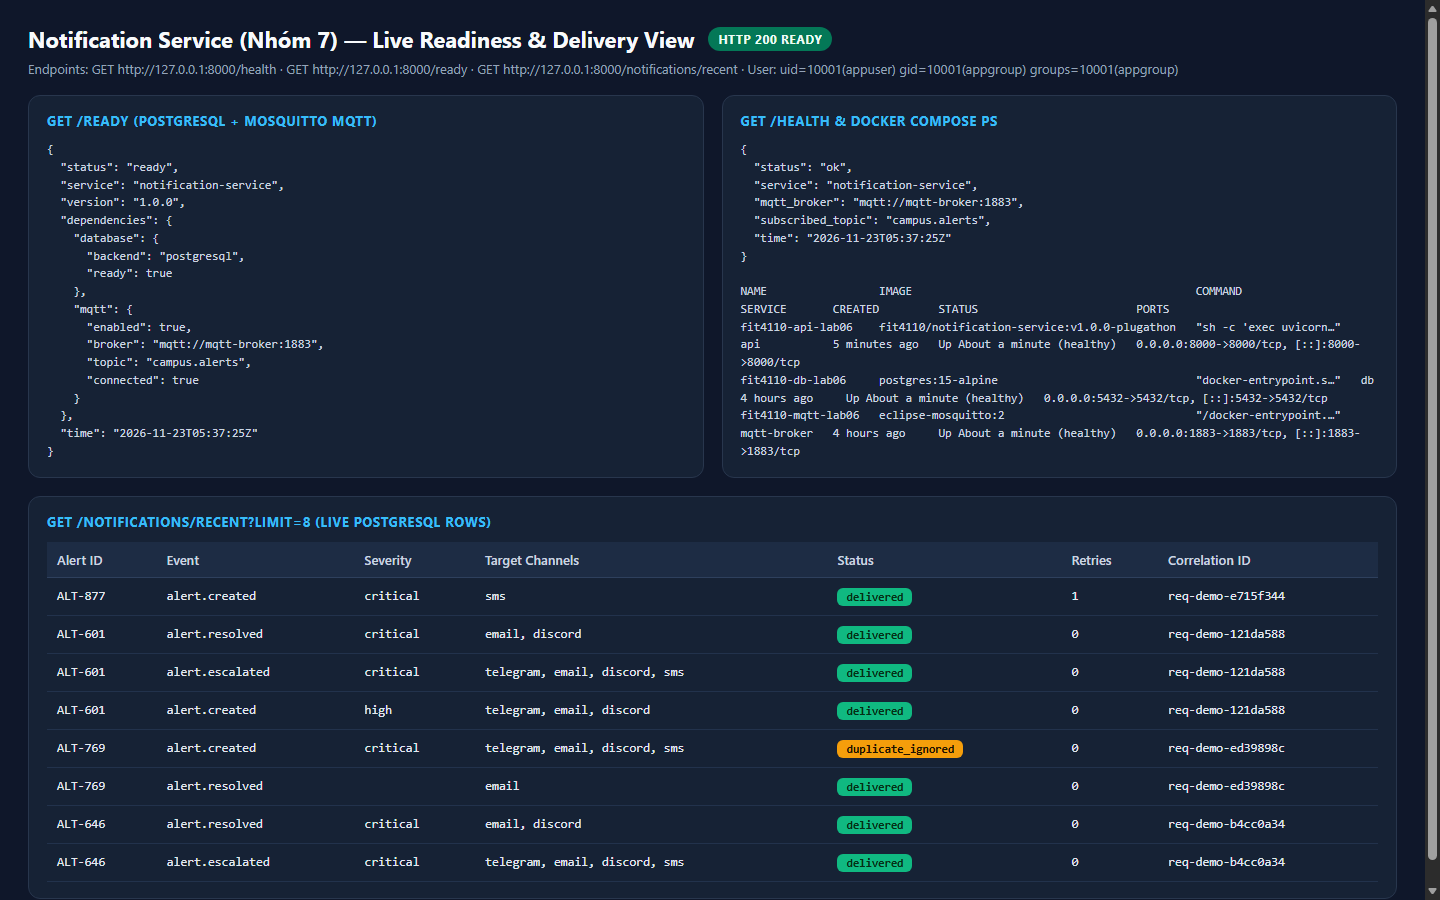 Notification Service (Nhóm 7) — Live Readiness & Delivery View HTTP 200 READY
Endpoints: GET http://127.0.0.1:8000/health · GET http://127.0.0.1:8000/ready · GET http://127.0.0.1:8000/notifications/recent · User: uid=10001(appuser) gid=10001(appgroup) groups=10001(appgroup)
GET /READY (POSTGRESQL + MOSQUITTO MQTT)
{
  "status": "ready",
  "service": "notification-service",
  "version": "1.0.0",
  "dependencies": {
    "database": {
      "backend": "postgresql",
      "ready": true
    },
    "mqtt": {
      "enabled": true,
      "broker": "mqtt://mqtt-broker:1883",
      "topic": "campus.alerts",
      "connected": true
    }
  },
  "time": "2026-11-23T05:37:25Z"
}
GET /HEALTH & DOCKER COMPOSE PS
{
  "status": "ok",
  "service": "notification-service",
  "mqtt_broker": "mqtt://mqtt-broker:1883",
  "subscribed_topic": "campus.alerts",
  "time": "2026-11-23T05:37:25Z"
}
NAME IMAGE COMMAND
SERVICE CREATED STATUS PORTS
fit4110-api-lab06 fit4110/notification-service:v1.0.0-plugathon "sh -c 'exec uvicorn…"
api 5 minutes ago Up About a minute (healthy) 0.0.0.0:8000->8000/tcp, [::]:8000-
>8000/tcp
fit4110-db-lab06 postgres:15-alpine "docker-entrypoint.s…" db
4 hours ago Up About a minute (healthy) 0.0.0.0:5432->5432/tcp, [::]:5432->5432/tcp
fit4110-mqtt-lab06 eclipse-mosquitto:2 "/docker-entrypoint.…"
mqtt-broker 4 hours ago Up About a minute (healthy) 0.0.0.0:1883->1883/tcp, [::]:1883-
>1883/tcp
GET /NOTIFICATIONS/RECENT?LIMIT=8 (LIVE POSTGRESQL ROWS)
Alert ID Event Severity Target Channels Status Retries Correlation ID
ALT-877 alert.created critical sms delivered 1 req-demo-e715f344
ALT-601 alert.resolved critical email, discord delivered 0 req-demo-121da588
ALT-601 alert.escalated critical telegram, email, discord, sms delivered 0 req-demo-121da588
ALT-601 alert.created high telegram, email, discord delivered 0 req-demo-121da588
ALT-769 alert.created critical telegram, email, discord, sms duplicate_ignored 0 req-demo-ed39898c
ALT-769 alert.resolved email delivered 0 req-demo-ed39898c
ALT-646 alert.resolved critical email, discord delivered 0 req-demo-b4cc0a34
ALT-646 alert.escalated critical telegram, email, discord, sms delivered 0 req-demo-b4cc0a34